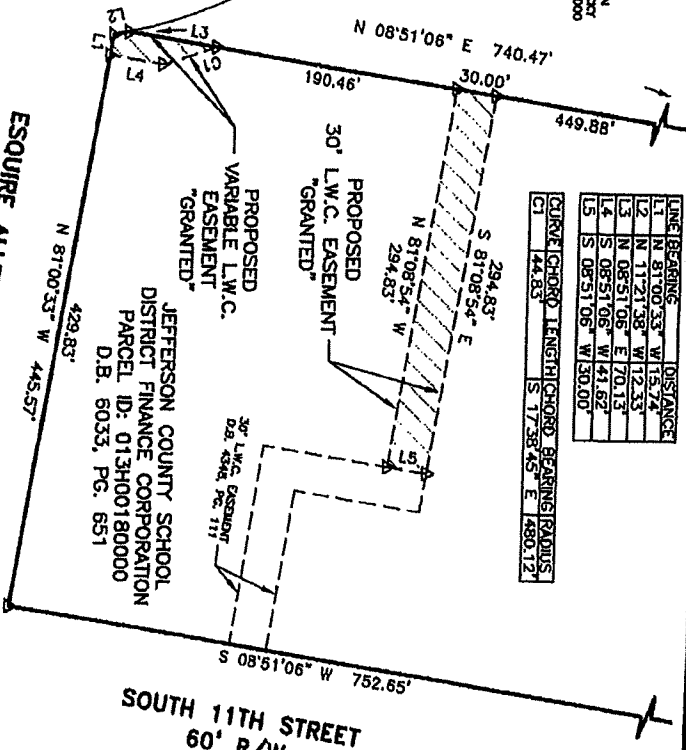 N 08°51'06" E 740.47'
L2
L3
L1
L4
C1
190.46'
30.00'
449.88'
LINE BEARING DISTANCE
L1 N 81°00'33" W 15.74'
L2 N 11°21'38" W 12.33'
L3 N 08°51'06" E 70.13'
L4 S 08°51'06" W 41.62'
L5 S 08°51'06" W 30.00'
CURVE CHORD LENGTH CHORD BEARING RADIUS
C1 44.83' S 17°38'45" E 480.12'
PROPOSED
VARIABLE L.W.C.
EASEMENT
"GRANTED"
PROPOSED
30' L.W.C. EASEMENT
"GRANTED"
294.83'
S 81°08'54" E
N 81°08'54" W
294.83'
L5
30' L.W.C. EASEMENT
D.B. 4348, PG. 111
JEFFERSON COUNTY SCHOOL
DISTRICT FINANCE CORPORATION
PARCEL ID: 013H00180000
D.B. 6033, PG. 651
429.83'
N 81°00'33" W 445.57'
ESQUIRE
S 08°51'06" W 752.65'
SOUTH 11TH STREET
60'